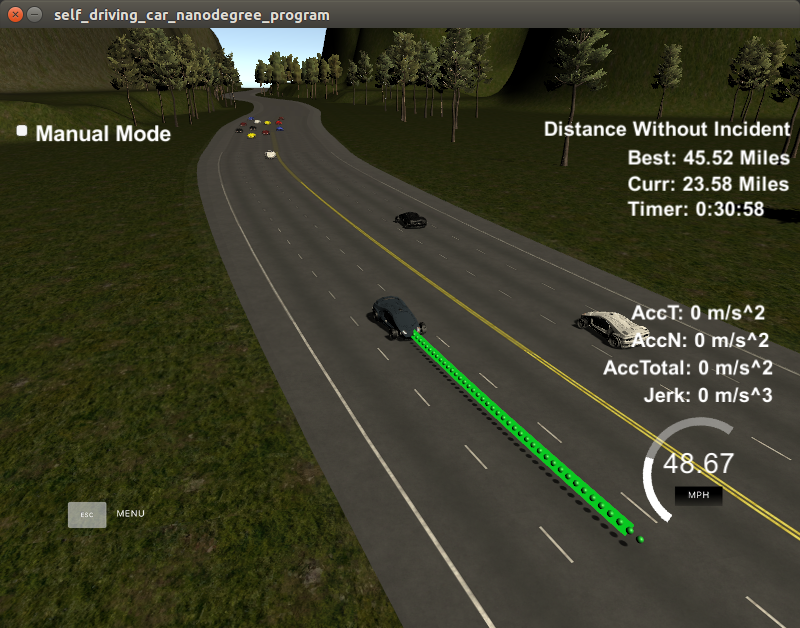 self_driving_car_nanodegree_program
Manual Mode
Distance Without Incident
Best: 45.52 Miles
Curr: 23.58 Miles
Timer: 0:30:58
AccT: 0 m/s^2
AccN: 0 m/s^2
AccTotal: 0 m/s^2
Jerk: 0 m/s^3
48.67
MPH
ESC
MENU